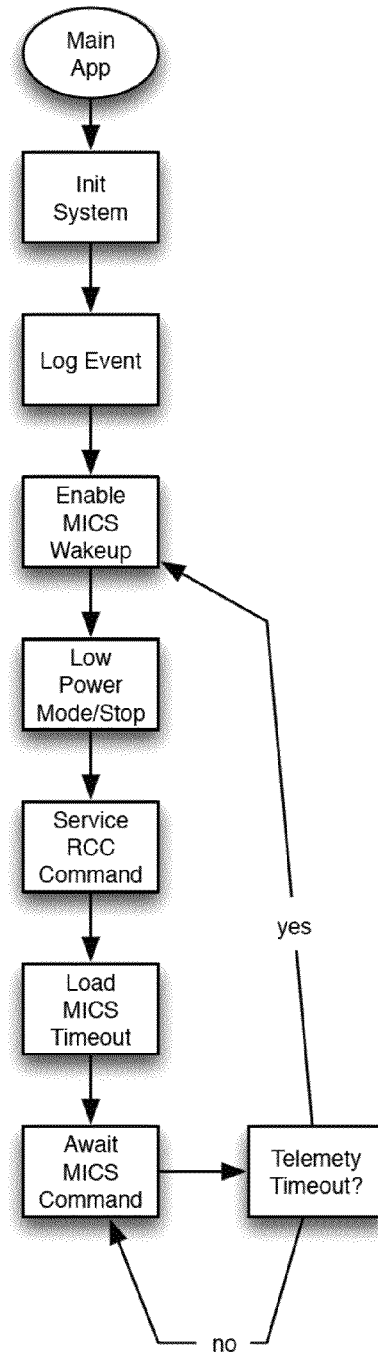 Main
App
Init
System
Log Event
Enable
MICS
Wakeup
Low
Power
Mode/Stop
Service
RCC
Command
yes
Load
MICS
Timeout
Await
MICS
Command
Telemety
Timeout?
no